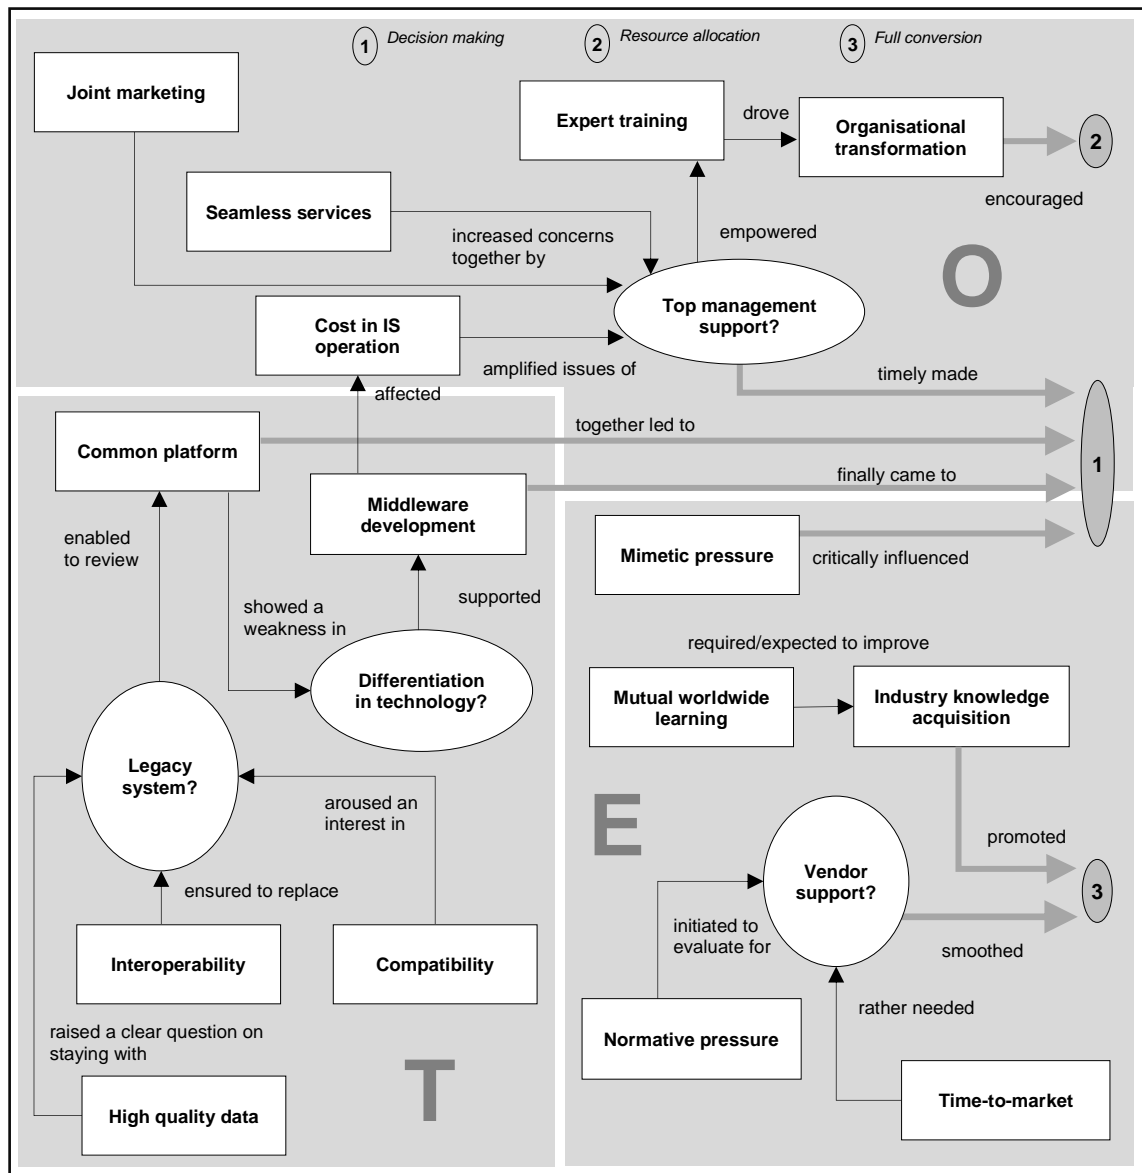 1 Decision making
2 Resource allocation
3 Full conversion
Joint marketing
Expert training
drove
Organisational
transformation
2
encouraged
Seamless services
increased concerns
together by
empowered
O
Top management
support?
Cost in IS
operation
amplified issues of
affected
timely made
together led to
1
Common platform
finally came to
Middleware
development
enabled
to review
Mimetic pressure
critically influenced
showed a
weakness in
supported
required/expected to improve
Differentiation
in technology?
Mutual worldwide
learning
Industry knowledge
acquisition
Legacy
system?
aroused an
interest in
E
promoted
Vendor
support?
3
ensured to replace
initiated to
evaluate for
smoothed
Interoperability
Compatibility
rather needed
raised a clear question on
staying with
Normative pressure
T
High quality data
Time-to-market